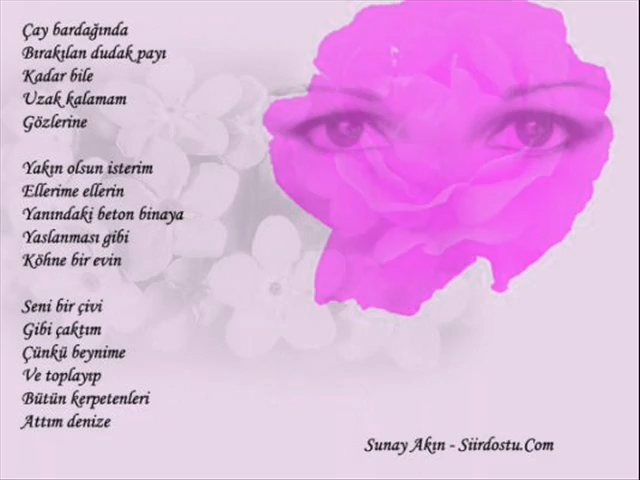 Çay bardağında
Bırakılan dudak payı
Kadar bile
Uzak kalamam
Gözlerine
Yakın olsun isterim
Ellerime ellerin
Yanındaki beton binaya
Yaslanması gibi
Köhne bir evin
Seni bir çivi
Gibi çaktım
Çünkü beynime
Ve toplayıp
Bütün kerpetenleri
Attım denize
Sunay Akın - Siirdostu.Com